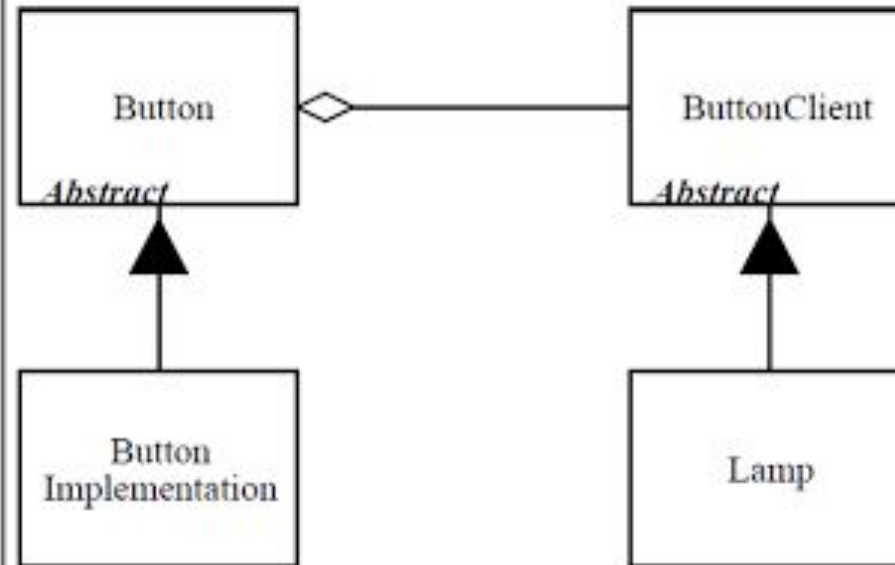 Button
ButtonClient
Abstract
Abstract
Button
Implementation
Lamp